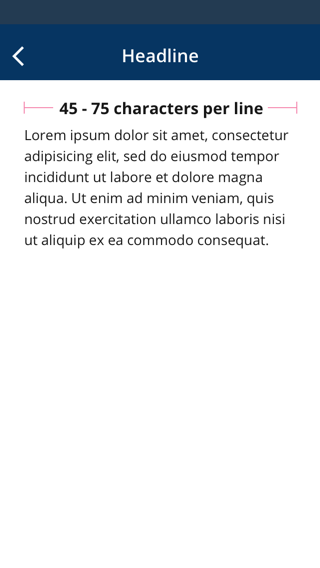 Headline
45 - 75 characters per line
Lorem ipsum dolor sit amet, consectetur
adipisicing elit, sed do eiusmod tempor
incididunt ut labore et dolore magna
aliqua. Ut enim ad minim veniam, quis
nostrud exercitation ullamco laboris nisi
ut aliquip ex ea commodo consequat.